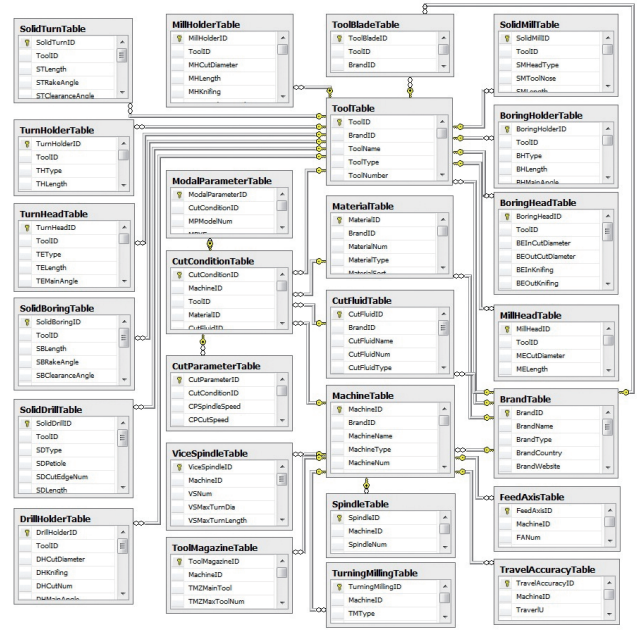 SolidTurnTable
SolidTurnID
ToolID
STLength
STRakeAngle
STClearanceAngle
TurnHolderTable
TurnHolderID
ToolID
THType
THLength
TurnHeadTable
TurnHeadID
ToolID
TEType
TELength
TEMainAngle
SolidBoringTable
SolidBoringID
ToolID
SBLength
SBRakeAngle
SBClearanceAngle
SolidDrillTable
SolidDrillID
ToolID
SDType
SDPetiole
SDCutEdgeNum
SDLength
DrillHolderTable
DrillHolderID
ToolID
DHCutDiameter
DHKnifing
DHCutNum
DHMainAngle
MillHolderTable
MillHolderID
ToolID
MHCutDiameter
MHLength
MHKnifing
ModalParameterTable
ModalParameterID
CutConditionID
MPModelNum
CutConditionTable
CutConditionID
MachineID
ToolID
MaterialID
CutFluidID
CutParameterTable
CutParameterID
CutConditionID
CPSpindleSpeed
CPCutSpeed
ViceSpindleTable
ViceSpindleID
MachineID
VSNum
VSMaxTurnDia
VSMaxTurnLength
ToolMagazineTable
ToolMagazineID
MachineID
TMZMainTool
TMZMaxToolNum
ToolBladeTable
ToolBladeID
ToolID
BrandID
ToolTable
ToolID
BrandID
ToolName
ToolType
ToolNumber
MaterialTable
MaterialID
BrandID
MaterialNum
MaterialType
MaterialSort
CutFluidTable
CutFluidID
BrandID
CutFluidName
CutFluidNum
CutFluidType
MachineTable
MachineID
BrandID
MachineName
MachineType
MachineNum
SpindleTable
SpindleID
MachineID
SpindleNum
TurningMillingTable
TurningMillingID
MachineID
TMType
SolidMillTable
SolidMillID
ToolID
SMHeadType
SMToolNose
SMLength
BoringHolderTable
BoringHolderID
ToolID
BHType
BHLength
BHMainAngle
BoringHeadTable
BoringHeadID
ToolID
BEInCutDiameter
BEOutCutDiameter
BEInKnifing
BEOutKnifing
MillHeadTable
MillHeadID
ToolID
MECutDiameter
MELength
BrandTable
BrandID
BrandName
BrandType
BrandCountry
BrandWebsite
FeedAxisTable
FeedAxisID
MachineID
FANum
TravelAccuracyTable
TravelAccuracyID
MachineID
TraverlU